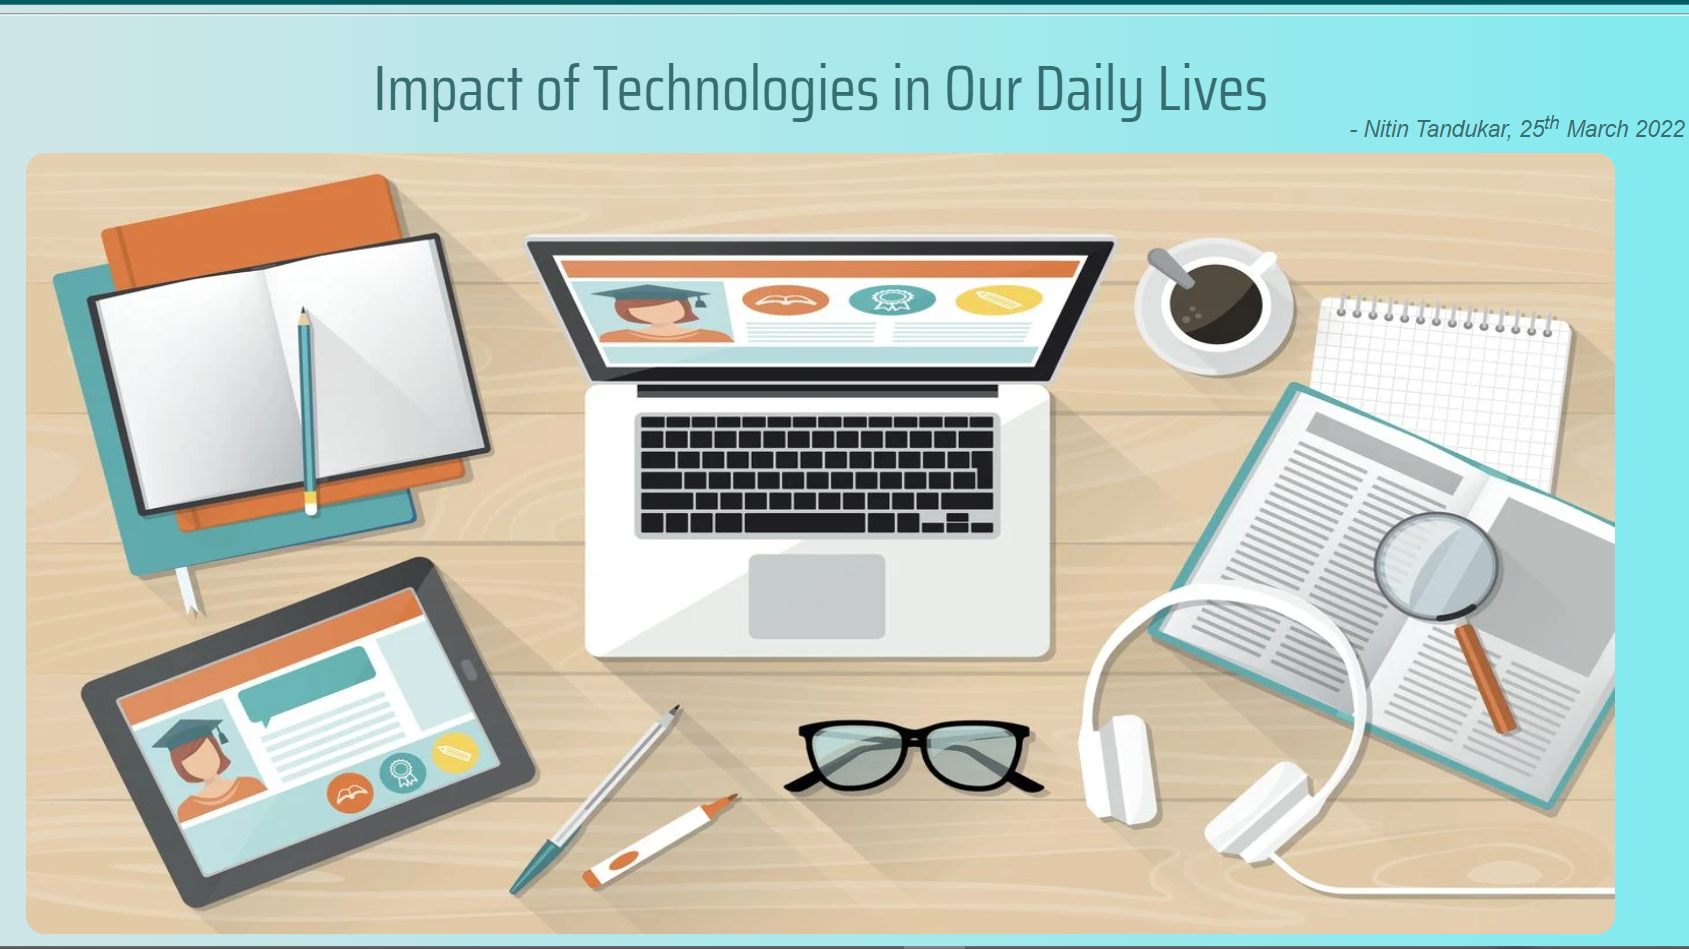 Impact of Technologies in Our Daily Lives
- Nitin Tandukar, 25th March 2022